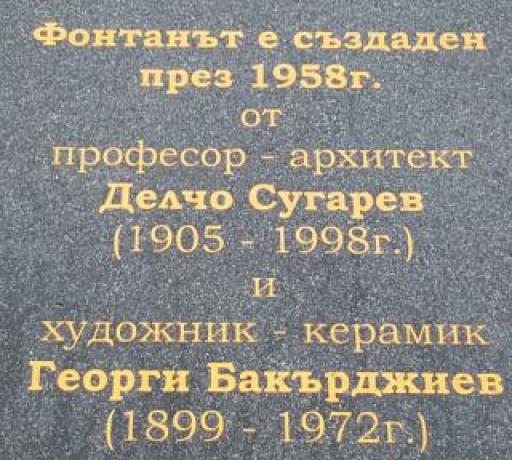 Фонтанът е създаден
през 1958г.
от
професор - архитект
Делчо Сугарев
(1905 - 1998г.)
и
художник - керамик
Георги Бакърджиев
(1899 - 1972г.)